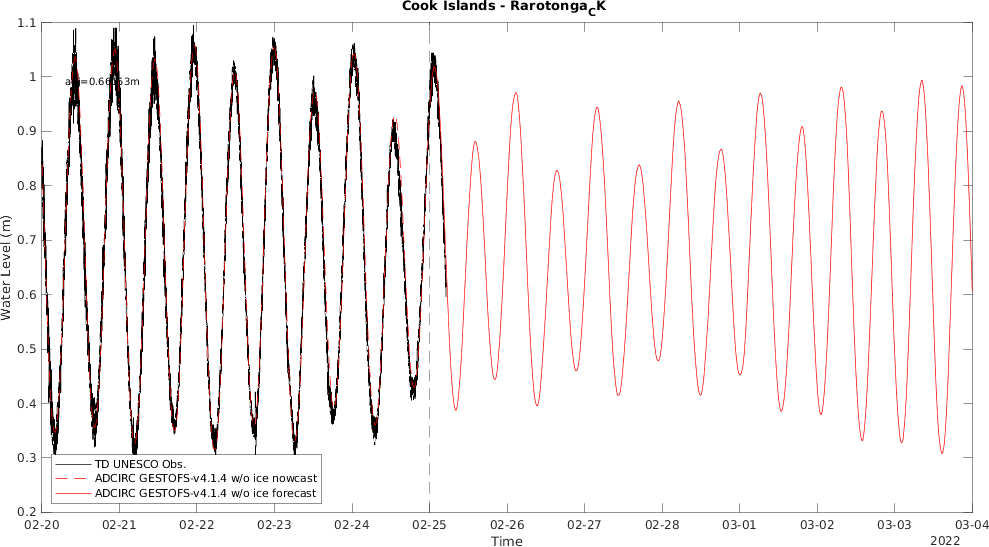 Cook Islands - Rarotonga_CK
1.1
1
0.9
0.8
0.7
0.6
0.5
0.4
0.3
0.2
Water Level (m)
TD UNESCO Obs.
ADCIRC GESTOFS-v4.1.4 w/o ice nowcast
ADCIRC GESTOFS-v4.1.4 w/o ice forecast
02-20 02-21 02-22 02-23 02-24 02-25 02-26 02-27 02-28 03-01 03-02 03-03 03-04
Time
2022